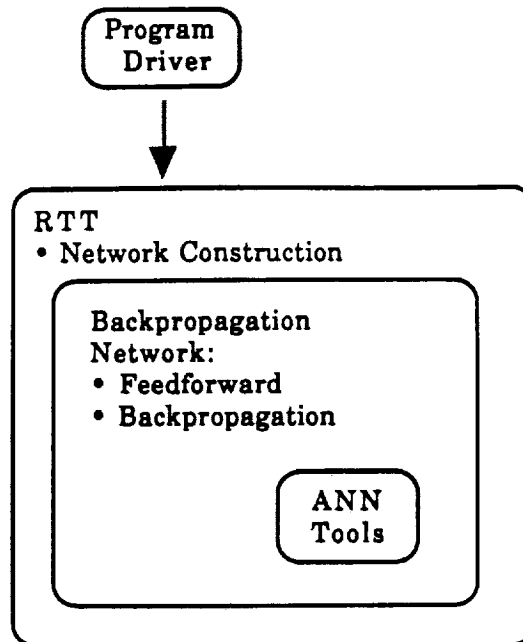 Program
Driver
RTT
• Network Construction
Backpropagation
Network:
• Feedforward
• Backpropagation
ANN
Tools